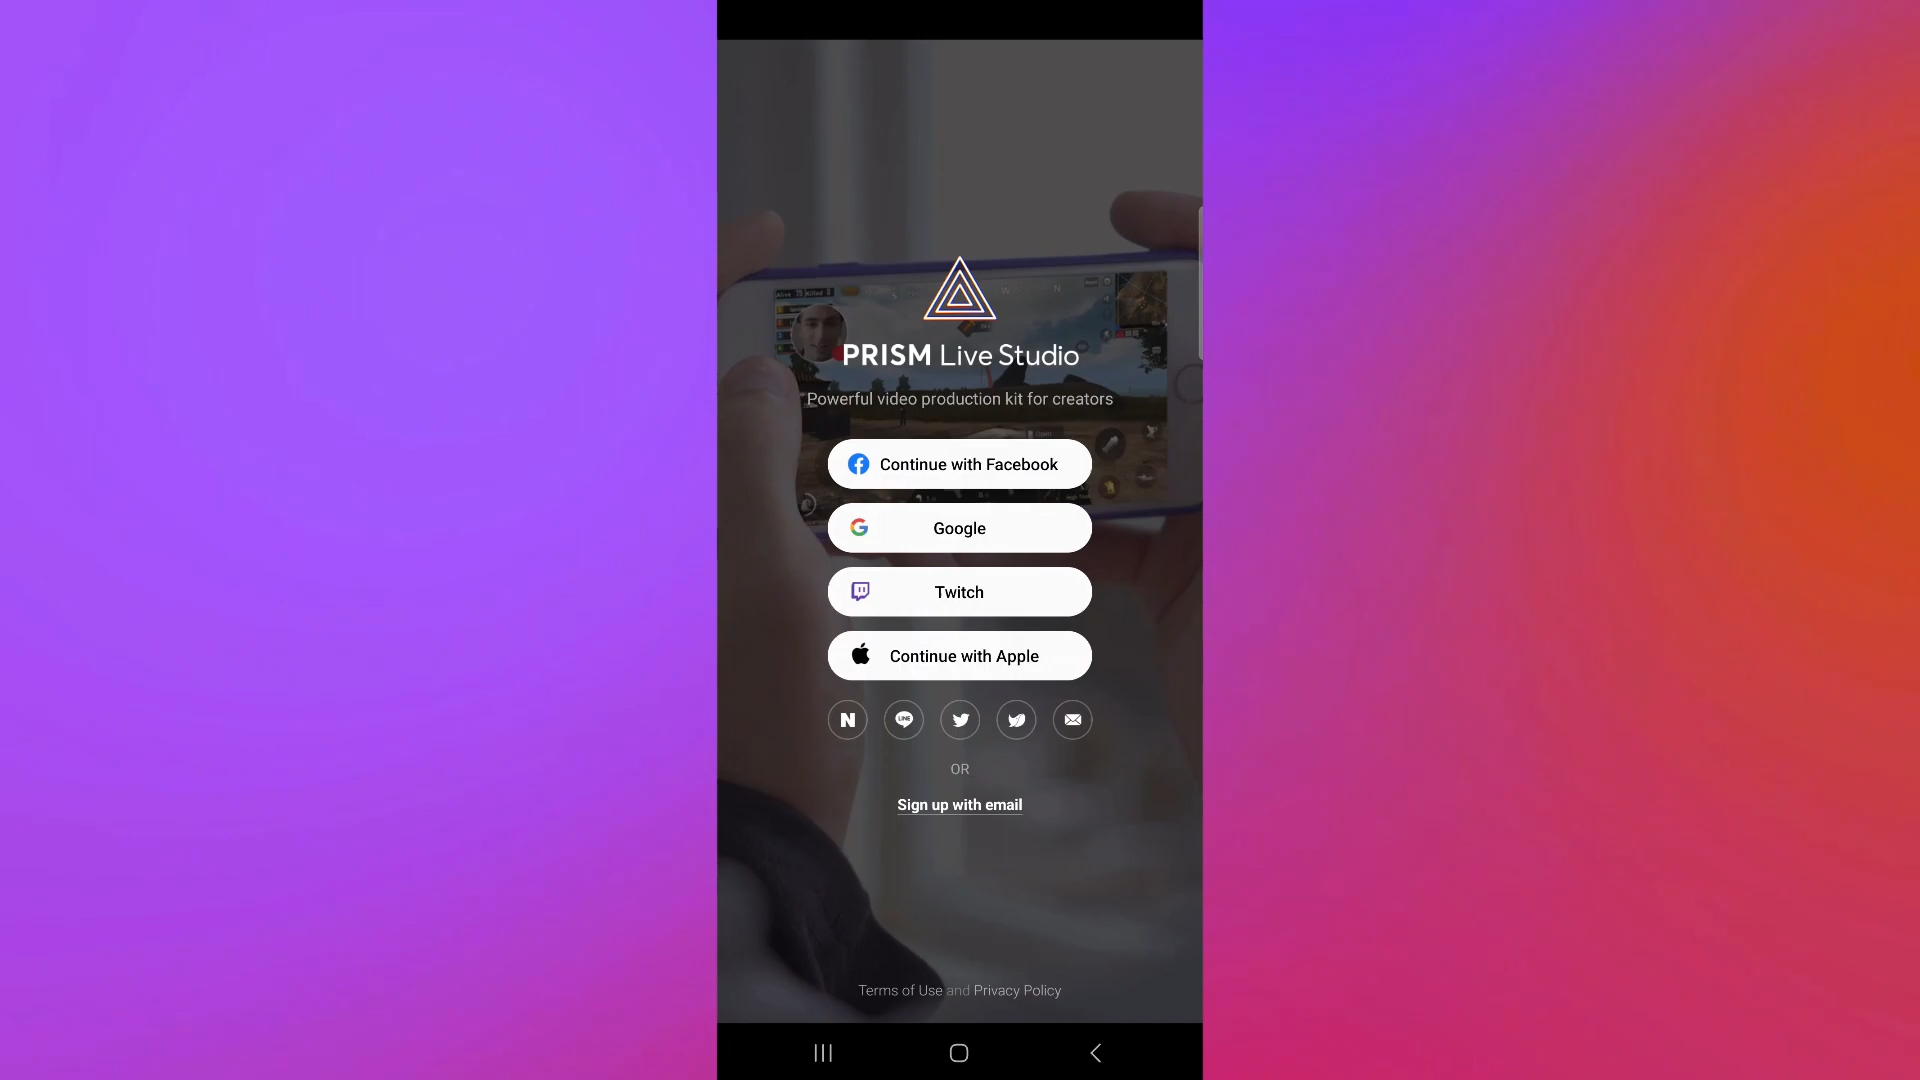 PRISM Live Studio
Powerful video production kit for creators
Continue with Facebook
Google
Twitch
Continue with Apple
N
LINE
OR
Sign up with email
Terms of Use and Privacy Policy